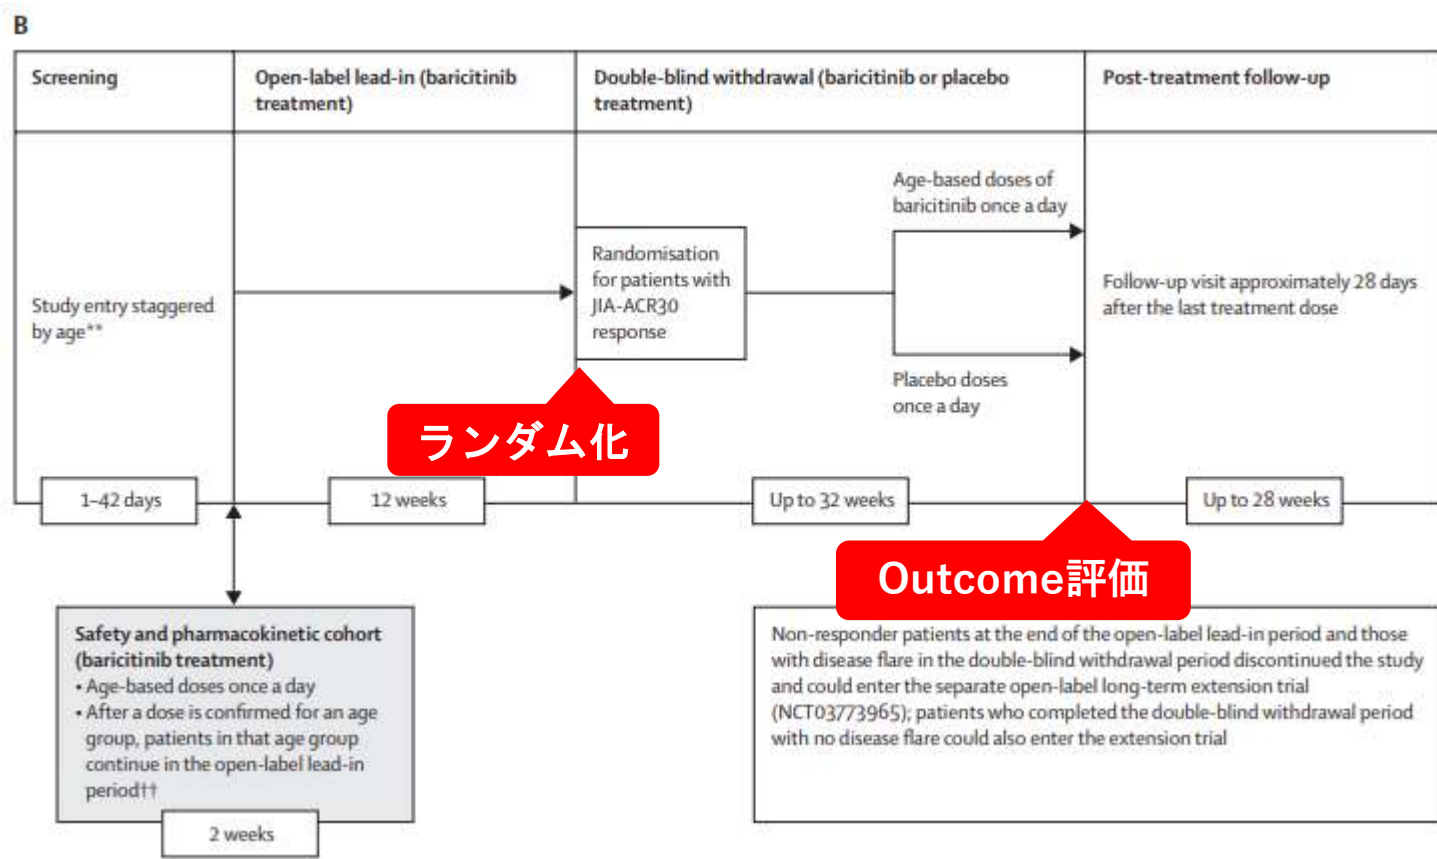 B
Screening
Open-label lead-in (baricitinib
treatment)
Double-blind withdrawal (baricitinib or placebo
treatment)
Post-treatment follow-up
Study entry staggered
by age**
Randomisation
for patients with
JIA-ACR30
response
Age-based doses of
baricitinib once a day
Placebo doses
once a day
Follow-up visit approximately 28 days
after the last treatment dose
ランダム化
1–42 days
12 weeks
Up to 32 weeks
Up to 28 weeks
Outcome評価
Safety and pharmacokinetic cohort
(baricitinib treatment)
• Age-based doses once a day
• After a dose is confirmed for an age
group, patients in that age group
continue in the open-label lead-in
period††
2 weeks
Non-responder patients at the end of the open-label lead-in period and those
with disease flare in the double-blind withdrawal period discontinued the study
and could enter the separate open-label long-term extension trial
(NCT03773965); patients who completed the double-blind withdrawal period
with no disease flare could also enter the extension trial